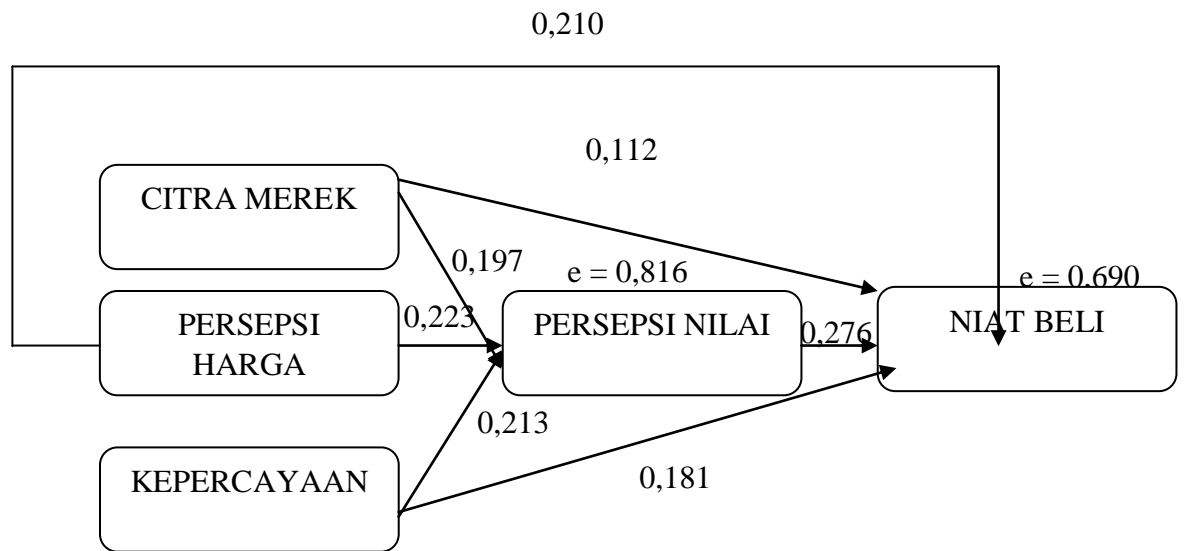 0,210
0,112
CITRA MEREK
0,197
e = 0,816
e = 0,690
PERSEPSI
HARGA
0,223
PERSEPSI NILAI
0,276
NIAT BELI
0,213
KEPERCAYAAN
0,181